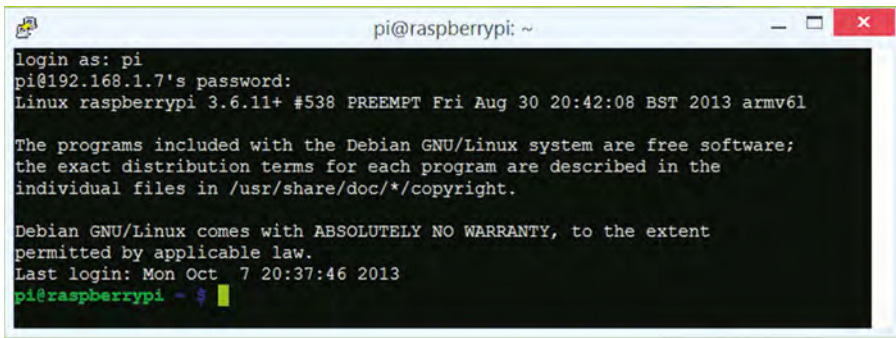 pi@raspberrypi: ~
login as: pi
pi@192.168.1.7's password:
Linux raspberrypi 3.6.11+ #538 PREEMPT Fri Aug 30 20:42:08 BST 2013 armv6l
The programs included with the Debian GNU/Linux system are free software;
the exact distribution terms for each program are described in the
individual files in /usr/share/doc/*/copyright.
Debian GNU/Linux comes with ABSOLUTELY NO WARRANTY, to the extent
permitted by applicable law.
Last login: Mon Oct  7 20:37:46 2013
pi@raspberrypi ~ $